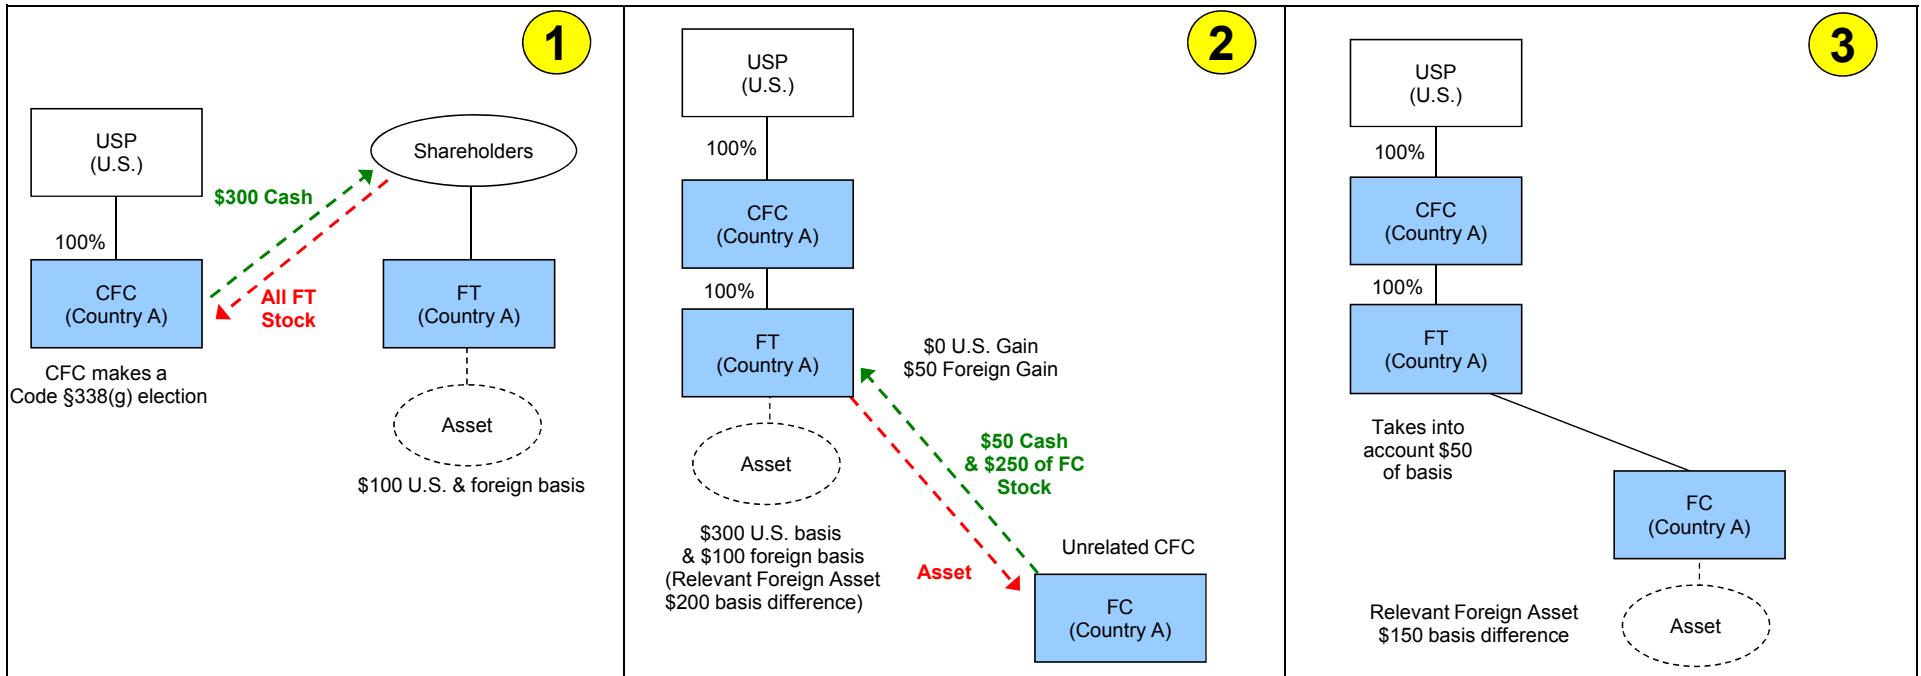 1
USP
(U.S.)
Shareholders
$300 Cash
100%
CFC
(Country A)
All FT
Stock
FT
(Country A)
CFC makes a
Code §338(g) election
Asset
$100 U.S. & foreign basis
2
USP
(U.S.)
100%
CFC
(Country A)
100%
FT
(Country A)
$0 U.S. Gain
$50 Foreign Gain
Asset
$50 Cash
& $250 of FC
Stock
$300 U.S. basis
& $100 foreign basis
(Relevant Foreign Asset
$200 basis difference)
Asset
Unrelated CFC
FC
(Country A)
3
USP
(U.S.)
100%
CFC
(Country A)
100%
FT
(Country A)
Takes into
account $50
of basis
FC
(Country A)
Relevant Foreign Asset
$150 basis difference
Asset